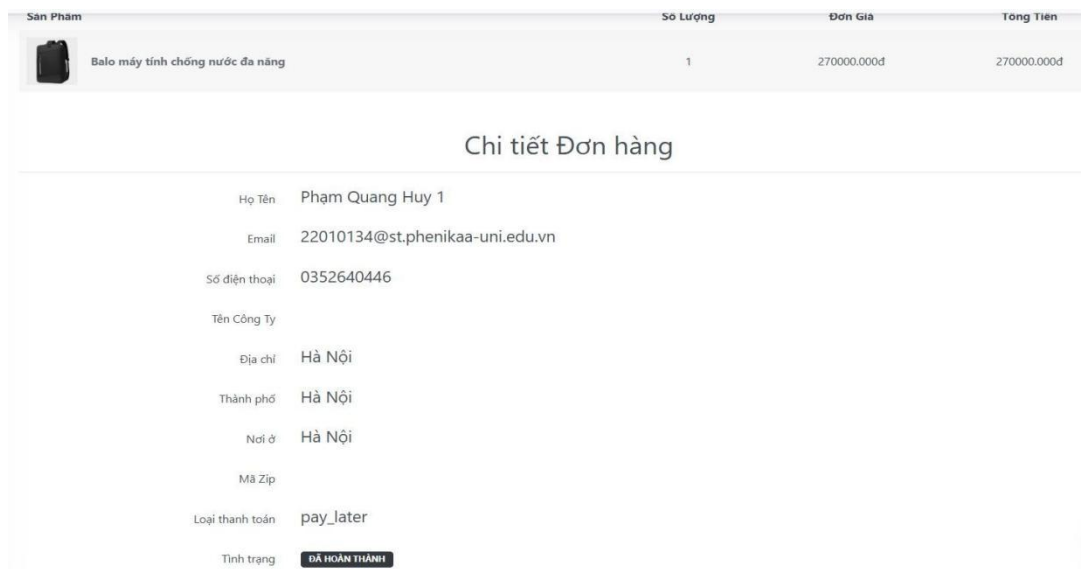 Sản Phẩm Số Lượng Đơn Giá Tổng Tiền
Balo máy tính chống nước đa năng 1 270000.000đ 270000.000đ
Chi tiết Đơn hàng
Họ Tên Phạm Quang Huy 1
Email 22010134@st.phenikaa-uni.edu.vn
Số điện thoại 0352640446
Tên Công Ty
Địa chỉ Hà Nội
Thành phố Hà Nội
Nơi ở Hà Nội
Mã Zip
Loại thanh toán pay_later
Tình trạng ĐÃ HOÀN THÀNH